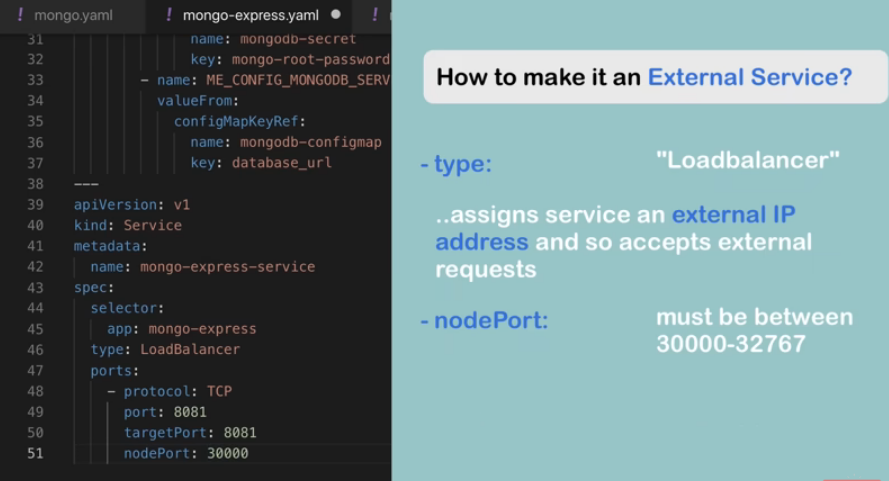 mongo.yaml
mongo-express.yaml
31 name: mongodb-secret
32 key: mongo-root-password
33 - name: ME_CONFIG_MONGODB_SERV
34 valueFrom:
35 configMapKeyRef:
36 name: mongodb-configmap
37 key: database_url
38 ---
39 apiVersion: v1
40 kind: Service
41 metadata:
42 name: mongo-express-service
43 spec:
44 selector:
45 app: mongo-express
46 type: LoadBalancer
47 ports:
48 - protocol: TCP
49 port: 8081
50 targetPort: 8081
51 nodePort: 30000
How to make it an External Service?
- type: "Loadbalancer"
..assigns service an external IP
address and so accepts external
requests
- nodePort: must be between
30000-32767